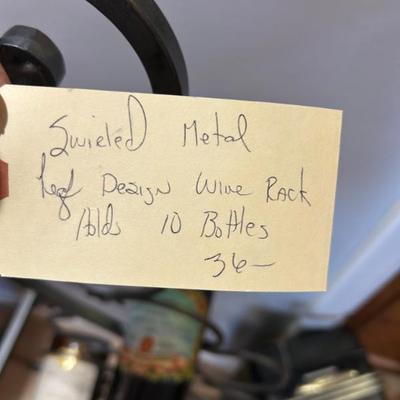 Swirled Metal
Leaf Design Wine Rack
Holds 10 Bottles
36—